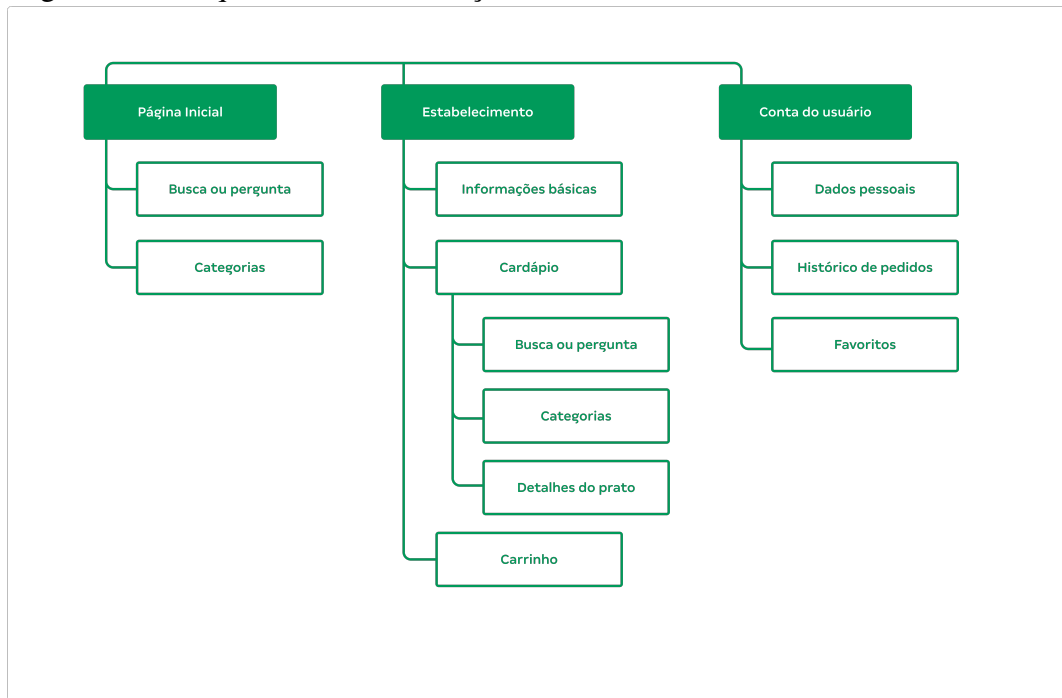 Página Inicial
Busca ou pergunta
Categorias
Estabelecimento
Informações básicas
Cardápio
Busca ou pergunta
Categorias
Detalhes do prato
Carrinho
Conta do usuário
Dados pessoais
Histórico de pedidos
Favoritos